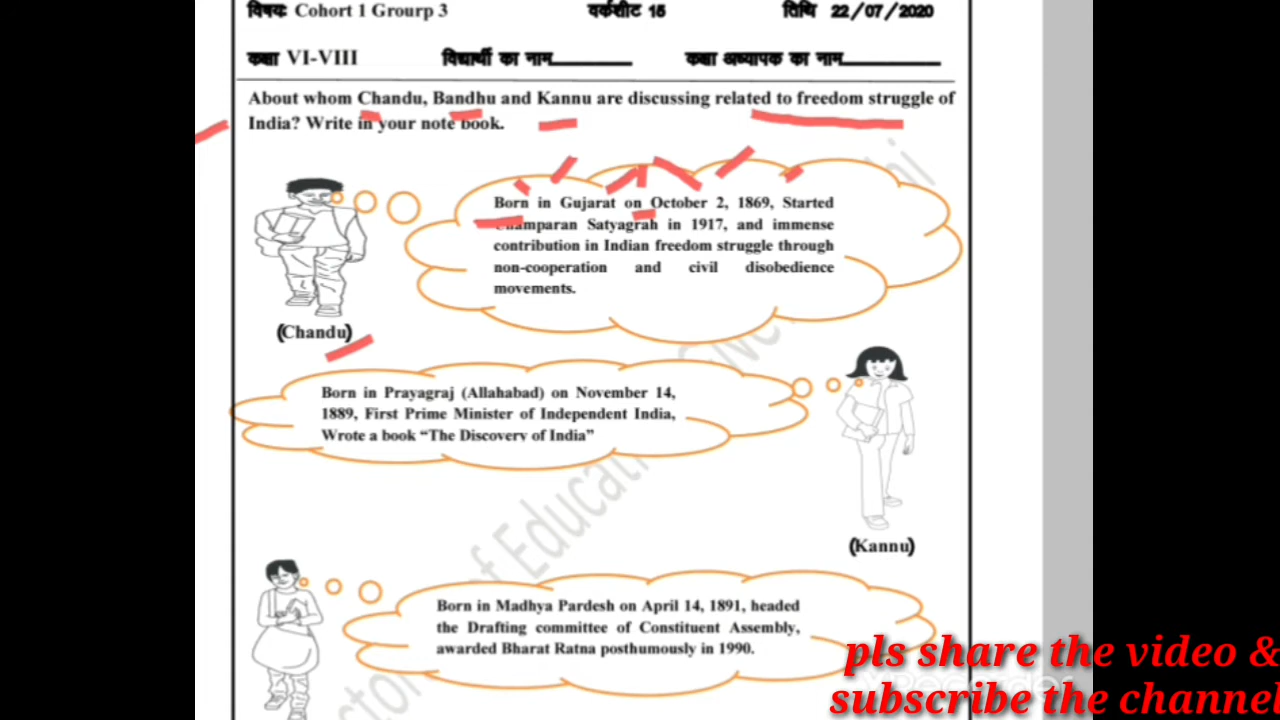 विषयः Cohort 1 Grourp 3 वर्कशीट 15 तिथि 22/07/2020
कक्षा VI-VIII विद्यार्थी का नाम________ कक्षा अध्यापक का नाम__________
About whom Chandu, Bandhu and Kannu are discussing related to freedom struggle of
India? Write in your note book.
Born in Gujarat on October 2, 1869, Started
Champaran Satyagrah in 1917, and immense
contribution in Indian freedom struggle through
non-cooperation and civil disobedience
movements.
(Chandu)
Born in Prayagraj (Allahabad) on November 14,
1889, First Prime Minister of Independent India,
Wrote a book “The Discovery of India”
(Kannu)
Born in Madhya Pardesh on April 14, 1891, headed
the Drafting committee of Constituent Assembly,
awarded Bharat Ratna posthumously in 1990.
pls share the video &
subscribe the channel
of Education